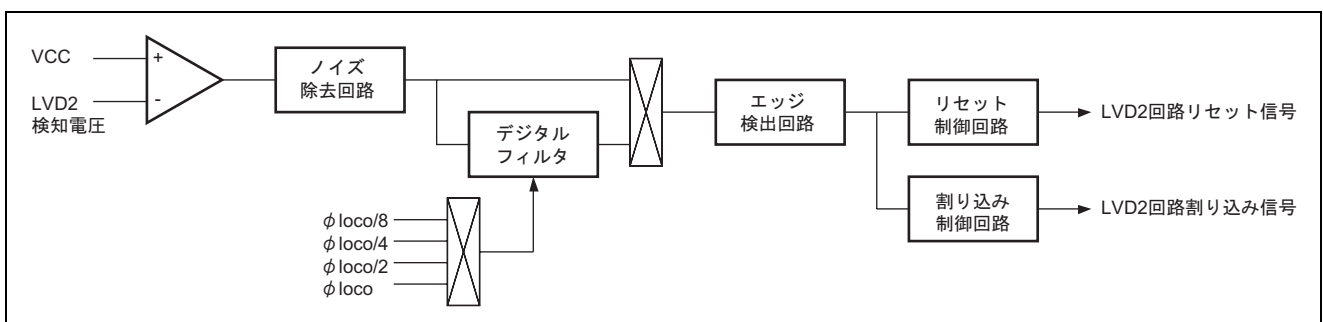 VCC
+
LVD2
検知電圧
-
ノイズ
除去回路
デジタル
フィルタ
φloco/8
φloco/4
φloco/2
φloco
エッジ
検出回路
リセット
制御回路
LVD2回路リセット信号
割り込み
制御回路
LVD2回路割り込み信号